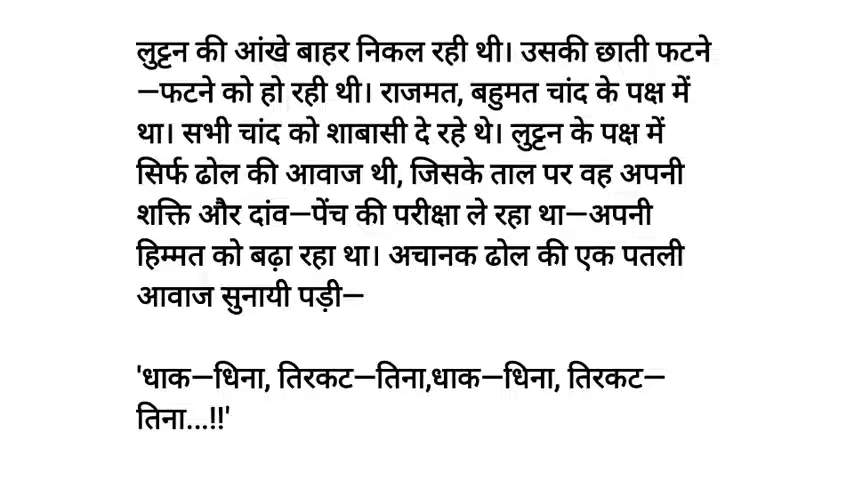 लुट्टन की आंखे बाहर निकल रही थी। उसकी छाती फटने
—फटने को हो रही थी। राजमत, बहुमत चांद के पक्ष में
था। सभी चांद को शाबासी दे रहे थे। लुट्टन के पक्ष में
सिर्फ ढोल की आवाज थी, जिसके ताल पर वह अपनी
शक्ति और दांव—पेंच की परीक्षा ले रहा था—अपनी
हिम्मत को बढ़ा रहा था। अचानक ढोल की एक पतली
आवाज सुनायी पड़ी—
'धाक—धिना, तिरकट—तिना,धाक—धिना, तिरकट—
तिना...!!'